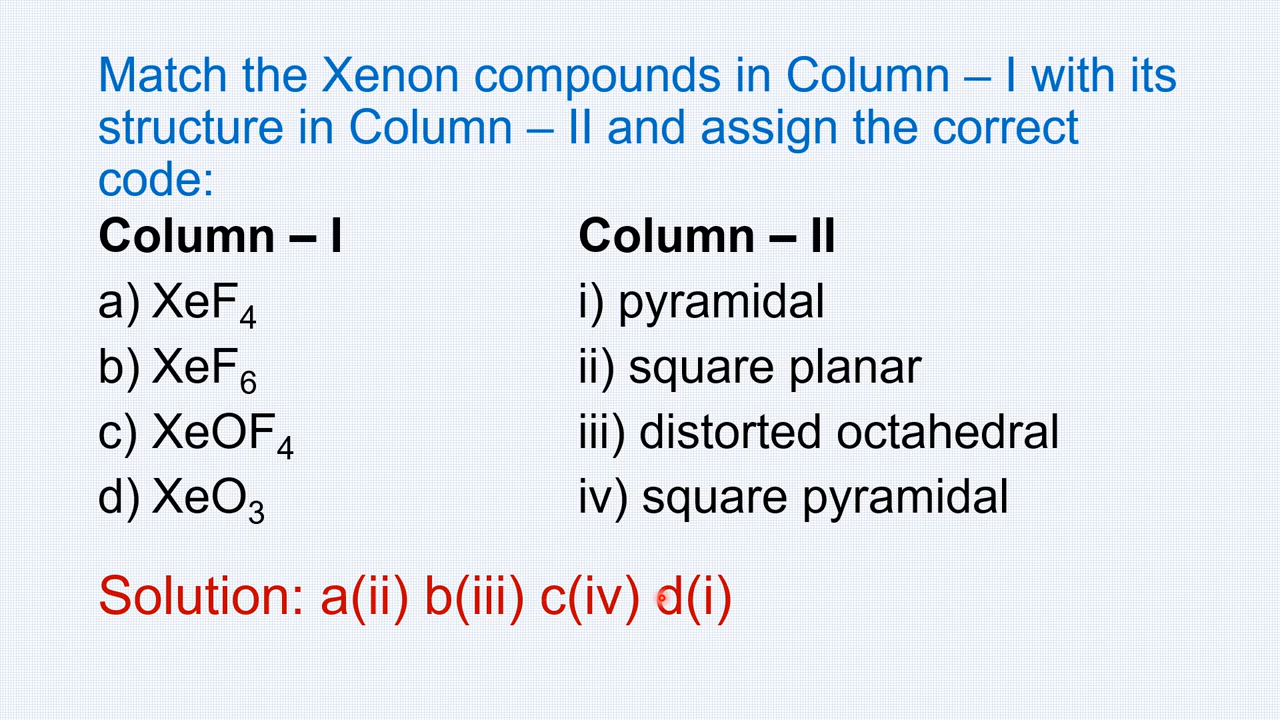 Match the Xenon compounds in Column – I with its
structure in Column – II and assign the correct
code:
Column – I Column – II
a) XeF₄ i) pyramidal
b) XeF₆ ii) square planar
c) XeOF₄ iii) distorted octahedral
d) XeO₃ iv) square pyramidal
Solution: a(ii) b(iii) c(iv) d(i)